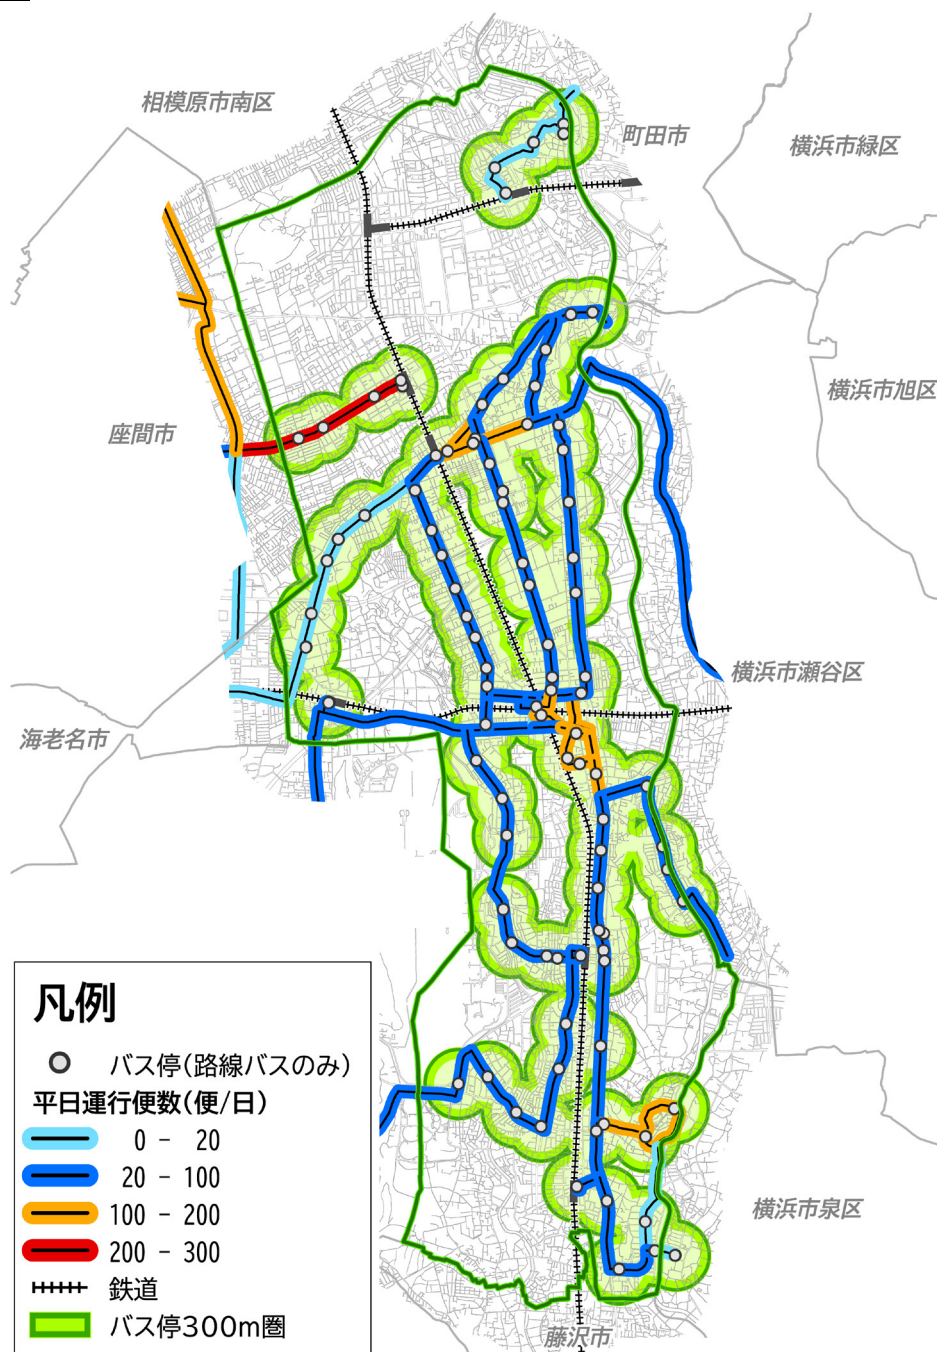 相模原市南区
町田市
横浜市緑区
横浜市旭区
座間市
横浜市瀬谷区
海老名市
凡例
バス停(路線バスのみ)
平日運行便数(便/日)
0 - 20
20 - 100
100 - 200
200 - 300
鉄道
バス停300m圏
横浜市泉区
藤沢市